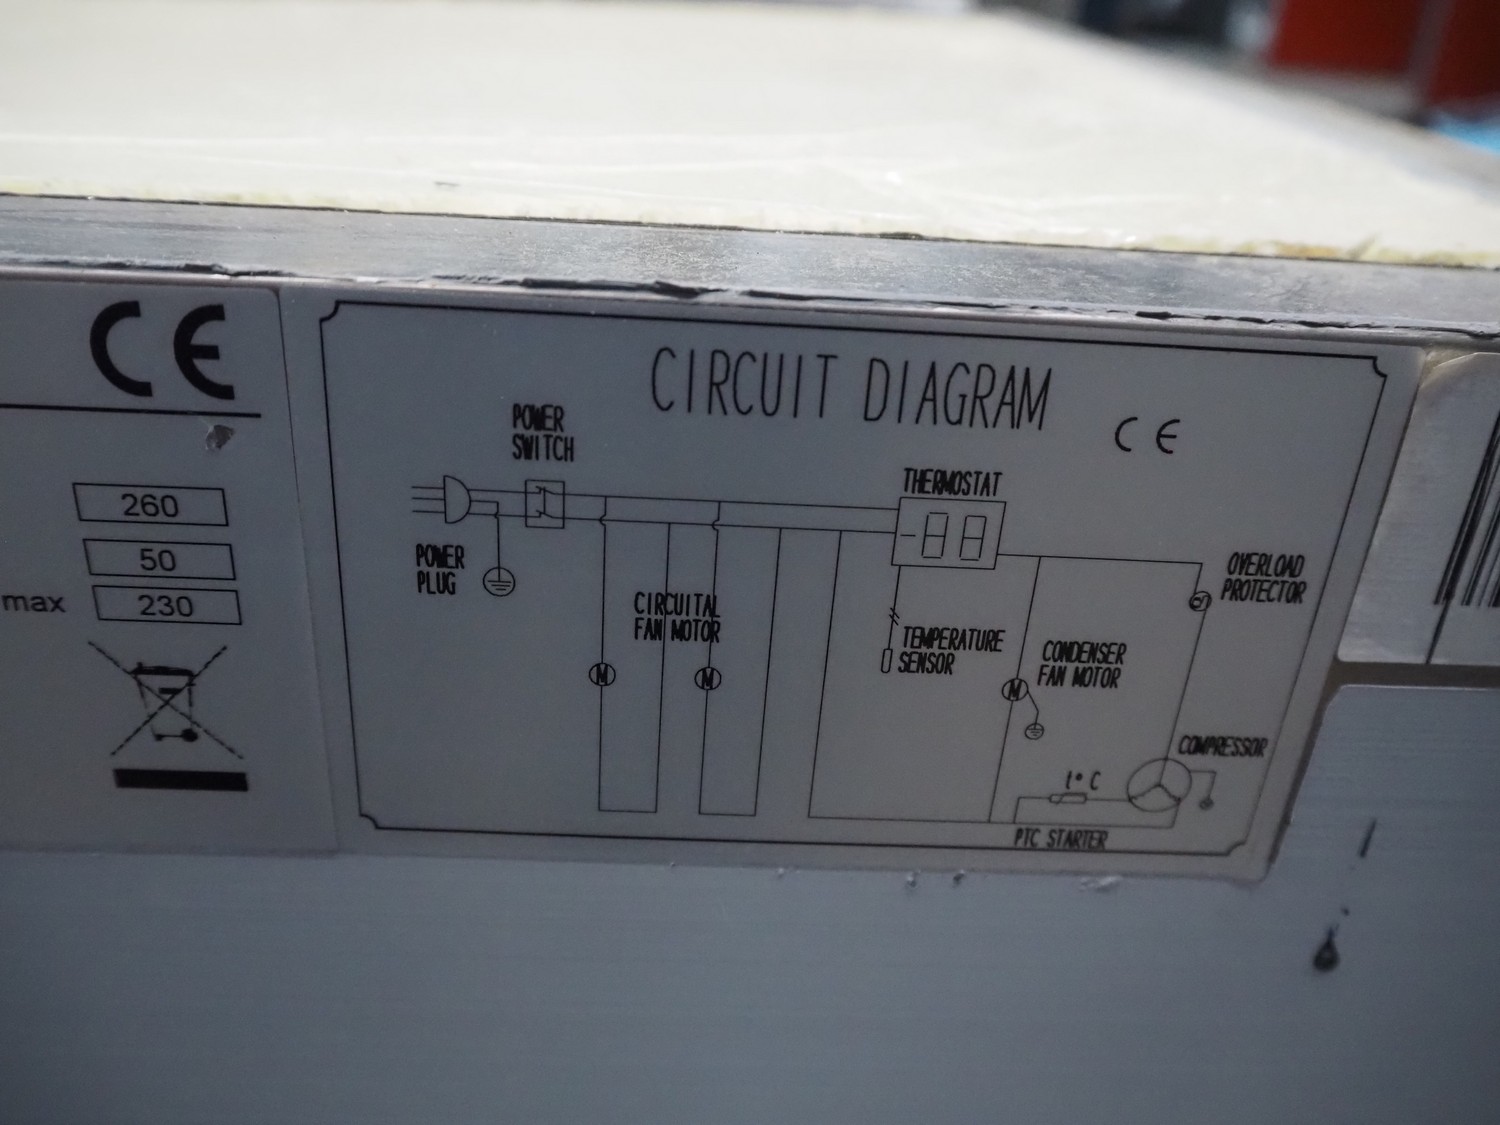 CE
260
50
max 230
CIRCUIT DIAGRAM
CE
POWER
SWITCH
THERMOSTAT
POWER
PLUG
OVERLOAD
PROTECTOR
CIRCUITAL
FAN MOTOR
TEMPERATURE
SENSOR
CONDENSER
FAN MOTOR
M
M
M
COMPRESSOR
t° C
PTC STARTER